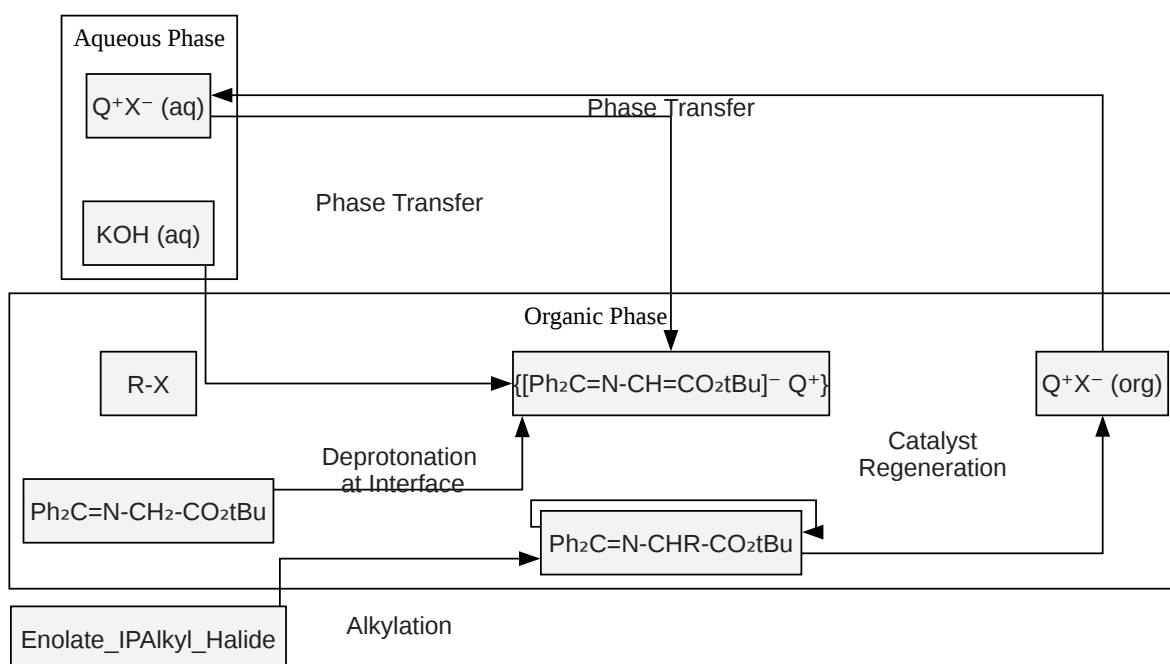 Aqueous Phase
Q⁺X⁻ (aq)
Phase Transfer
Phase Transfer
KOH (aq)
Organic Phase
R-X
{[Ph₂C=N-CH=CO₂tBu]⁻ Q⁺}
Q⁺X⁻ (org)
Catalyst
Regeneration
Deprotonation
at Interface
Ph₂C=N-CH₂-CO₂tBu
Ph₂C=N-CHR-CO₂tBu
Enolate_IPAlkyl_Halide
Alkylation